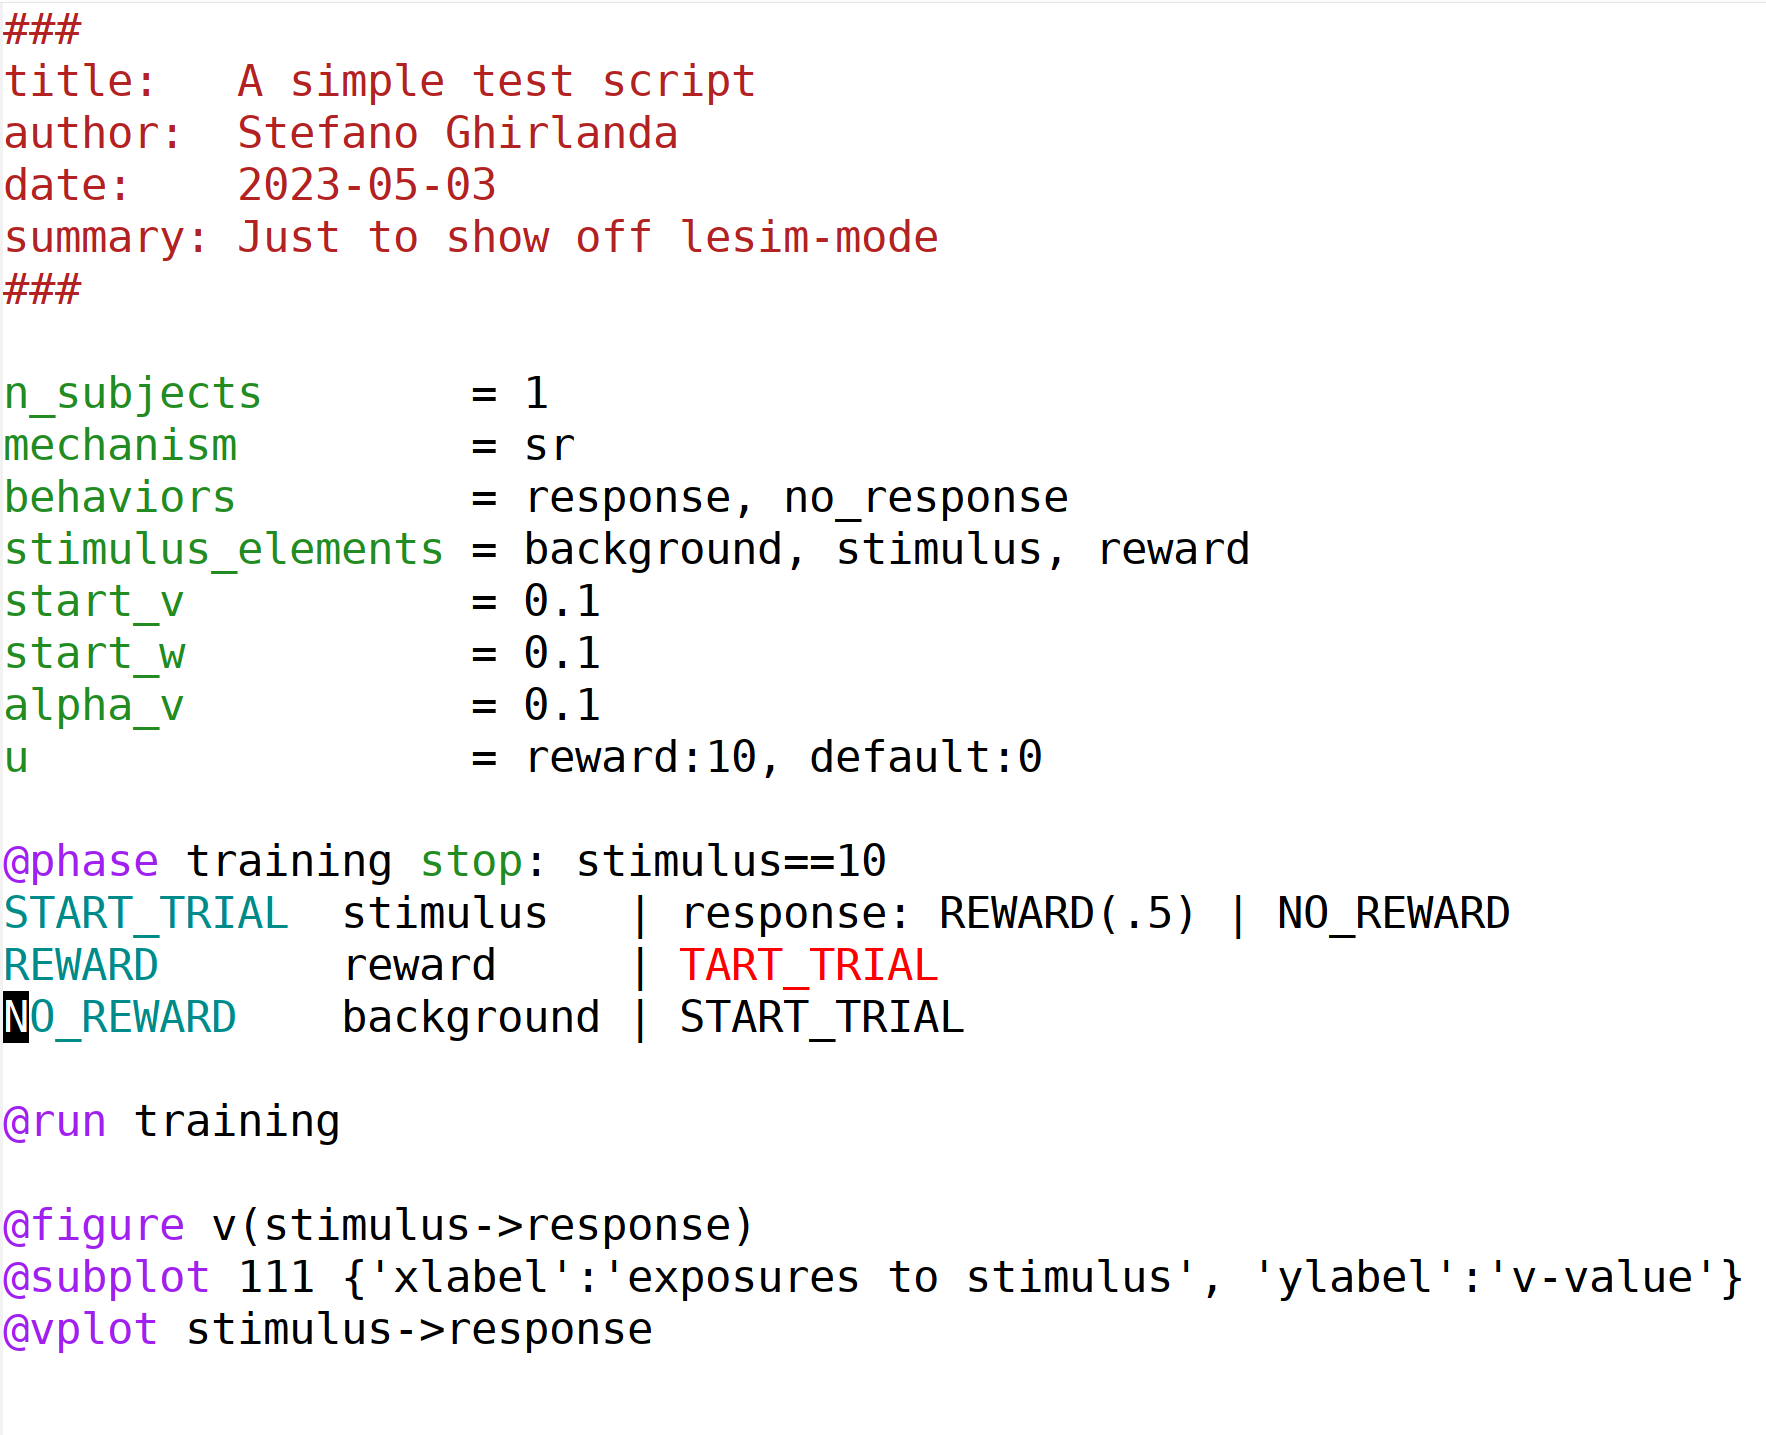 ###
title:   A simple test script
author:  Stefano Ghirlanda
date:    2023-05-03
summary: Just to show off lesim-mode
###
n_subjects        = 1
mechanism         = sr
behaviors         = response, no_response
stimulus_elements = background, stimulus, reward
start_v           = 0.1
start_w           = 0.1
alpha_v           = 0.1
u                 = reward:10, default:0
@phase training stop: stimulus==10
START_TRIAL  stimulus   | response: REWARD(.5) | NO_REWARD
REWARD       reward     | TART_TRIAL
NO_REWARD    background | START_TRIAL
@run training
@figure v(stimulus->response)
@subplot 111 {'xlabel':'exposures to stimulus', 'ylabel':'v-value'}
@vplot stimulus->response